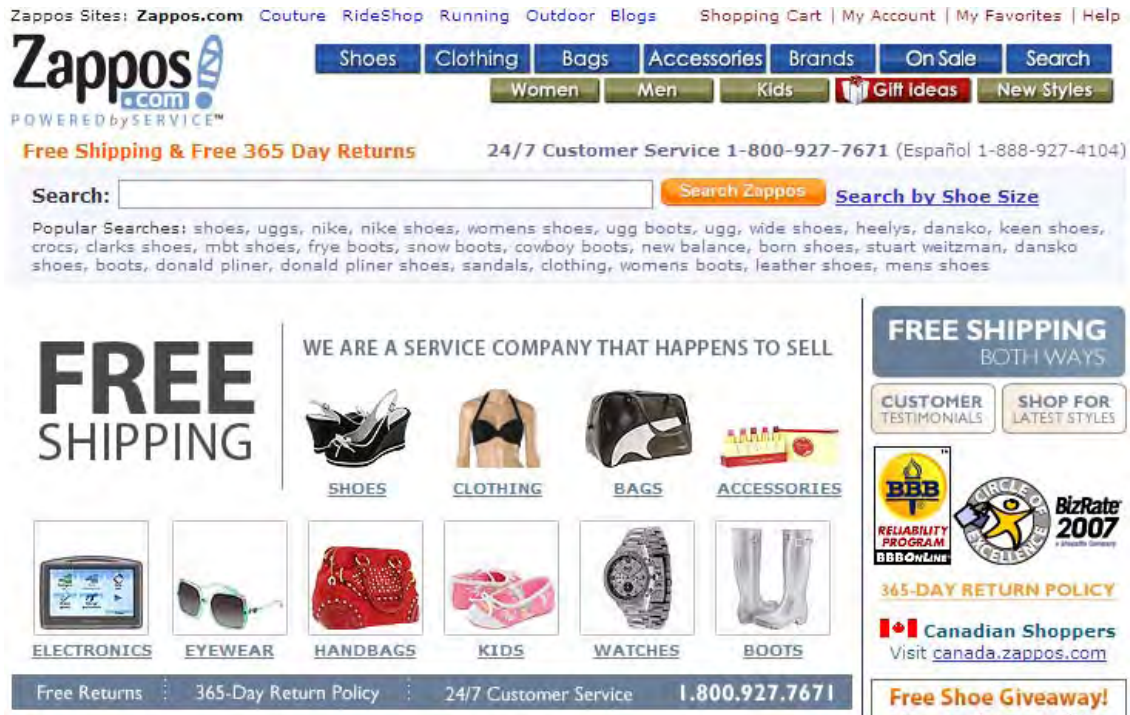 Zappos Sites: Zappos.com Couture RideShop Running Outdoor Blogs Shopping Cart | My Account | My Favorites | Help
Zappos
.com
POWERED by SERVICE™
Shoes Clothing Bags Accessories Brands On Sale Search
Women Men Kids Gift Ideas New Styles
Free Shipping & Free 365 Day Returns 24/7 Customer Service 1-800-927-7671 (Español 1-888-927-4104)
Search: Search Zappos Search by Shoe Size
Popular Searches: shoes, uggs, nike, nike shoes, womens shoes, ugg boots, ugg, wide shoes, heelys, dansko, keen shoes,
crocs, clarks shoes, mbt shoes, frye boots, snow boots, cowboy boots, new balance, born shoes, stuart weitzman, dansko
shoes, boots, donald pliner, donald pliner shoes, sandals, clothing, womens boots, leather shoes, mens shoes
FREE
SHIPPING
WE ARE A SERVICE COMPANY THAT HAPPENS TO SELL
SHOES CLOTHING BAGS ACCESSORIES
ELECTRONICS EYEWEAR HANDBAGS KIDS WATCHES BOOTS
Free Returns 365-Day Return Policy 24/7 Customer Service 1.800.927.7671
FREE SHIPPING
BOTH WAYS
CUSTOMER
TESTIMONIALS
SHOP FOR
LATEST STYLES
BBB
RELIABILITY
PROGRAM
BBBONLINE
CIRCLE OF
EXCELLENCE
BizRate
2007
365-DAY RETURN POLICY
Canadian Shoppers
Visit canada.zappos.com
Free Shoe Giveaway!